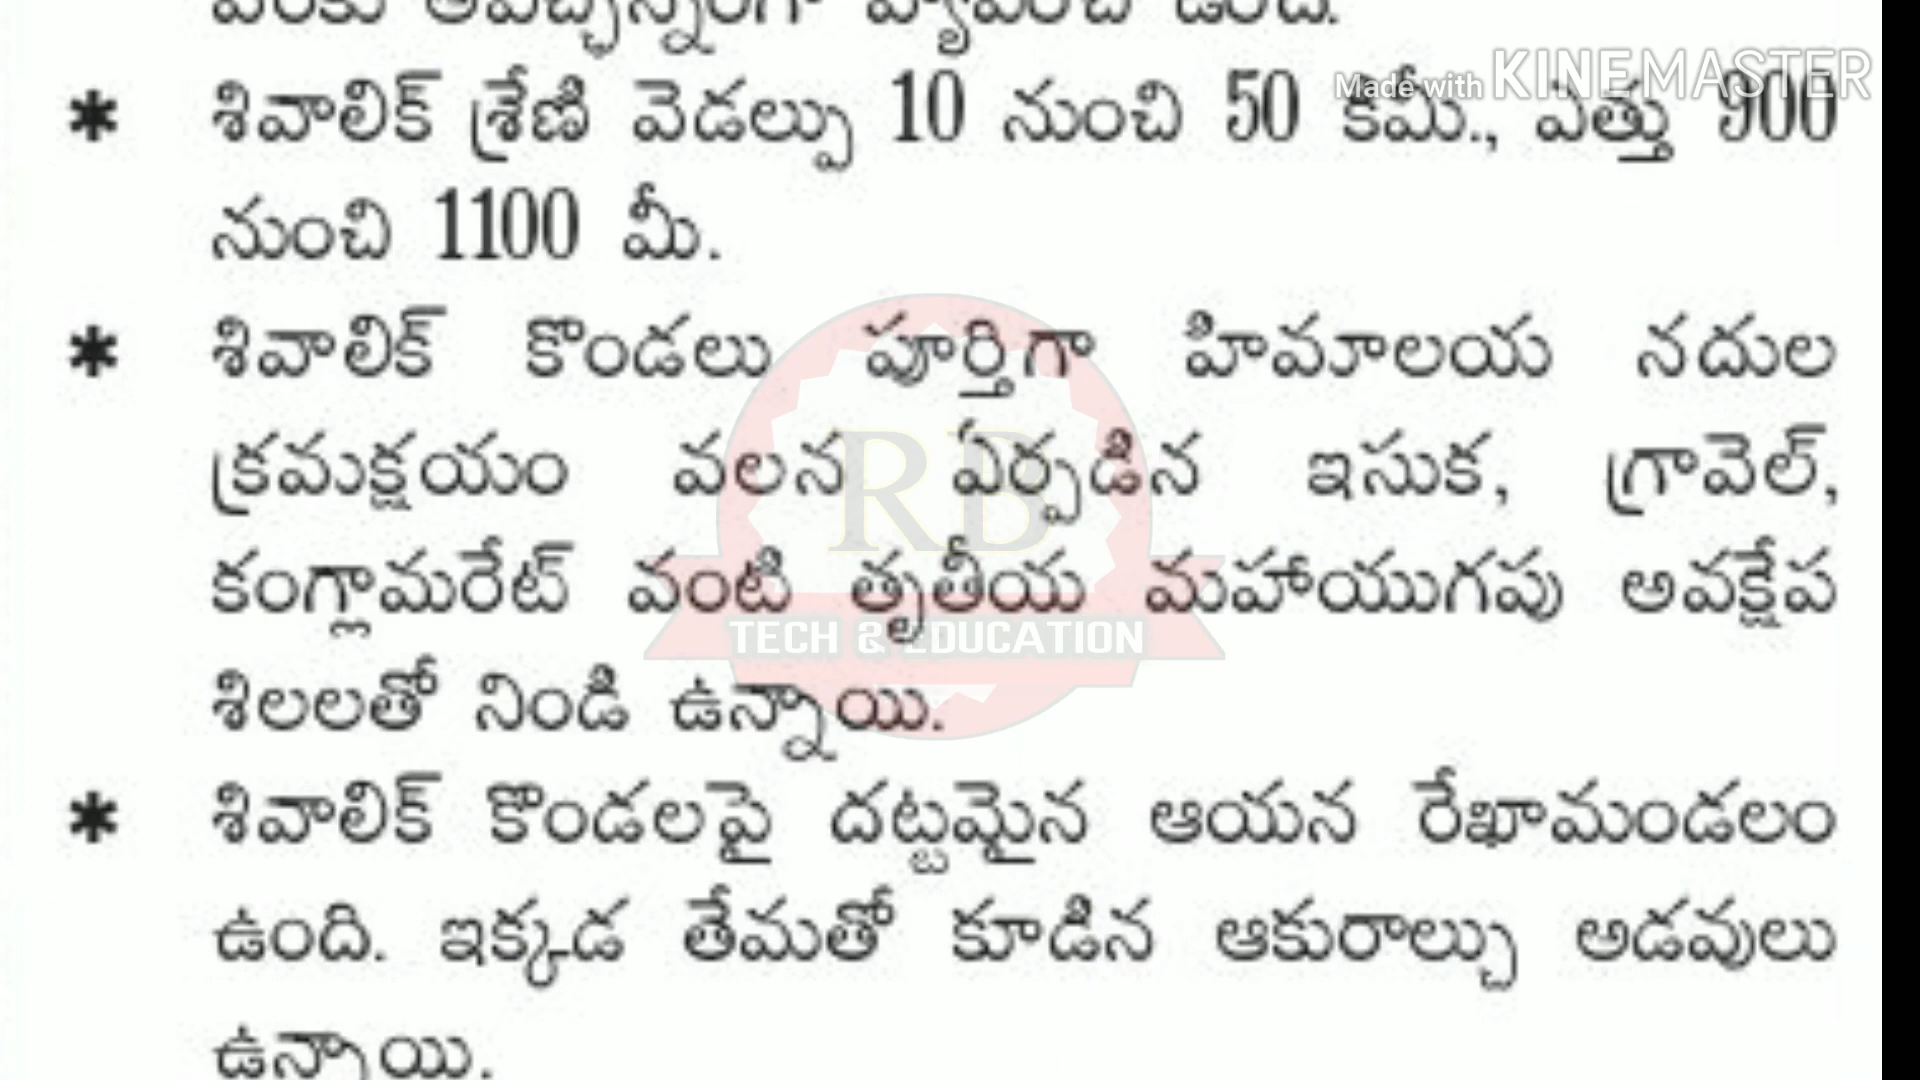 వరకు అవిచ్ఛిన్నంగా వ్యాపించి ఉంది.
Made with KINEMASTER
* శివాలిక్ శ్రేణి వెడల్పు 10 నుంచి 50 కిమీ., ఎత్తు 900
నుంచి 1100 మీ.
* శివాలిక్ కొండలు పూర్తిగా హిమాలయ నదుల
క్రమక్షయం వలన ఏర్పడిన ఇసుక, గ్రావెల్,
RB
కంగ్లామరేట్ వంటి తృతీయ మహాయుగపు అవక్షేప
TECH & EDUCATION
శిలలతో నిండి ఉన్నాయి.
* శివాలిక్ కొండలపై దట్టమైన ఆయన రేఖామండలం
ఉంది. ఇక్కడ తేమతో కూడిన ఆకురాల్చు అడవులు
ఉన్నాయి.